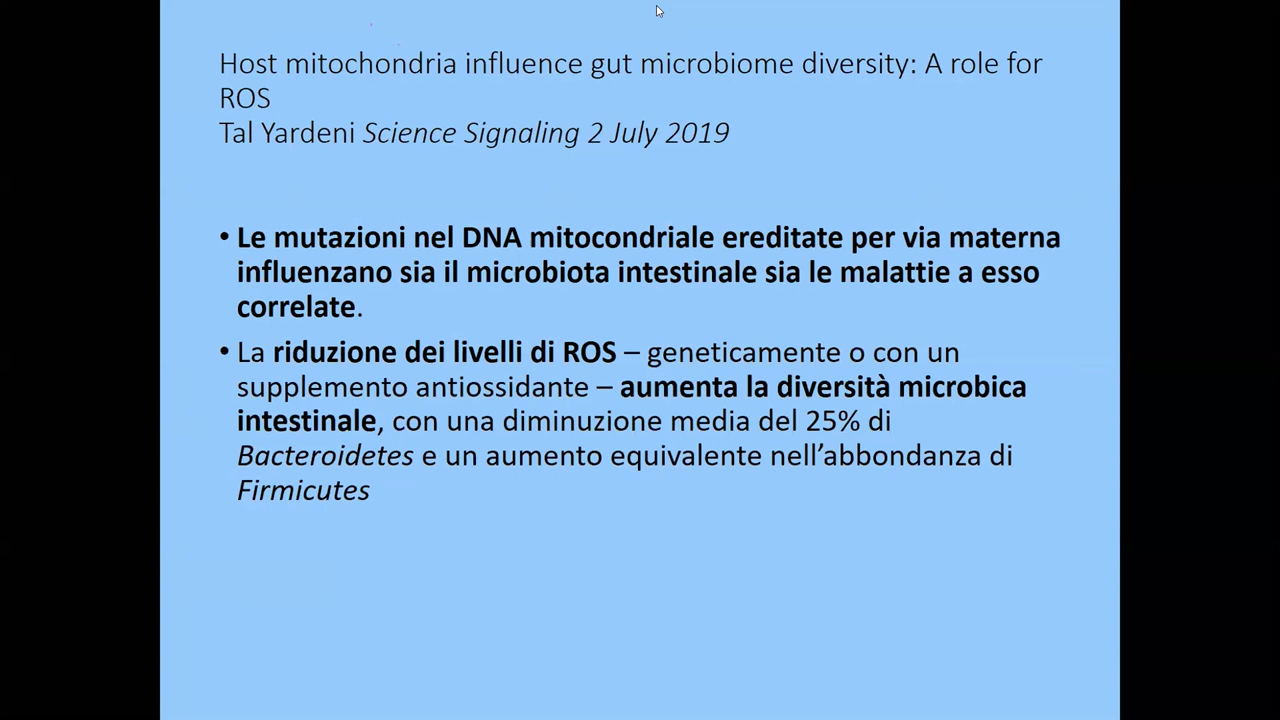 Host mitochondria influence gut microbiome diversity: A role for
ROS
Tal Yardeni Science Signaling 2 July 2019
• Le mutazioni nel DNA mitocondriale ereditate per via materna
influenzano sia il microbiota intestinale sia le malattie a esso
correlate.
• La riduzione dei livelli di ROS – geneticamente o con un
supplemento antiossidante – aumenta la diversità microbica
intestinale, con una diminuzione media del 25% di
Bacteroidetes e un aumento equivalente nell’abbondanza di
Firmicutes